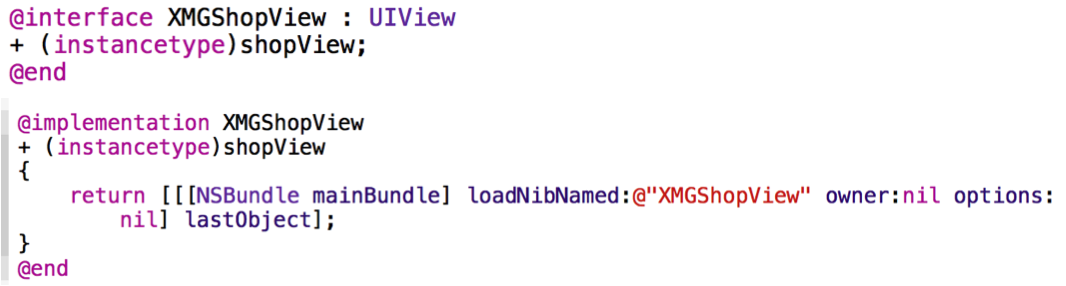 @interface XMGShopView : UIView
+ (instancetype)shopView;
@end
@implementation XMGShopView
+ (instancetype)shopView
{
return [[[NSBundle mainBundle] loadNibNamed:@"XMGShopView" owner:nil options:
nil] lastObject];
}
@end